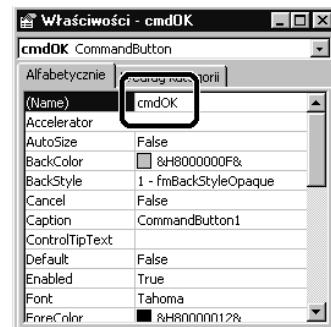 Właściwości - cmdOK
cmdOK CommandButton
Alfabetycznie Kategorii
(Name) cmdOK
Accelerator
AutoSize False
BackColor &H8000000F&
BackStyle 1 - fmBackStyleOpaque
Cancel False
Caption CommandButton1
ControlTipText
Default False
Enabled True
Font Tahoma
ForeColor &H80000012&